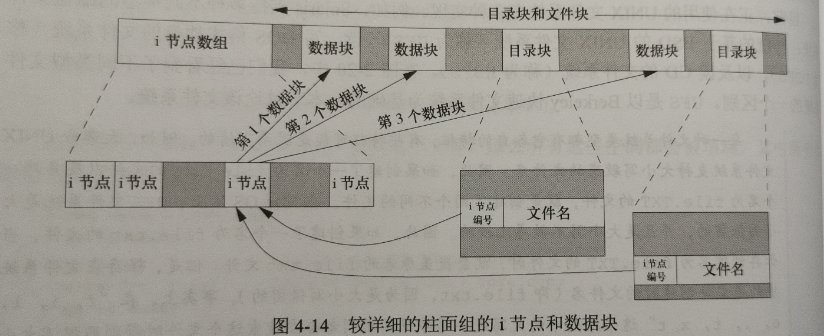 目录块和文件块
i 节点数组
数据块
数据块
目录块
数据块
目录块
第 1 个数据块
第 2 个数据块
第 3 个数据块
i 节点
i 节点
i 节点
i 节点
i 节点
编号
文件名
i 节点
编号
文件名
图 4-14 较详细的柱面组的 i 节点和数据块